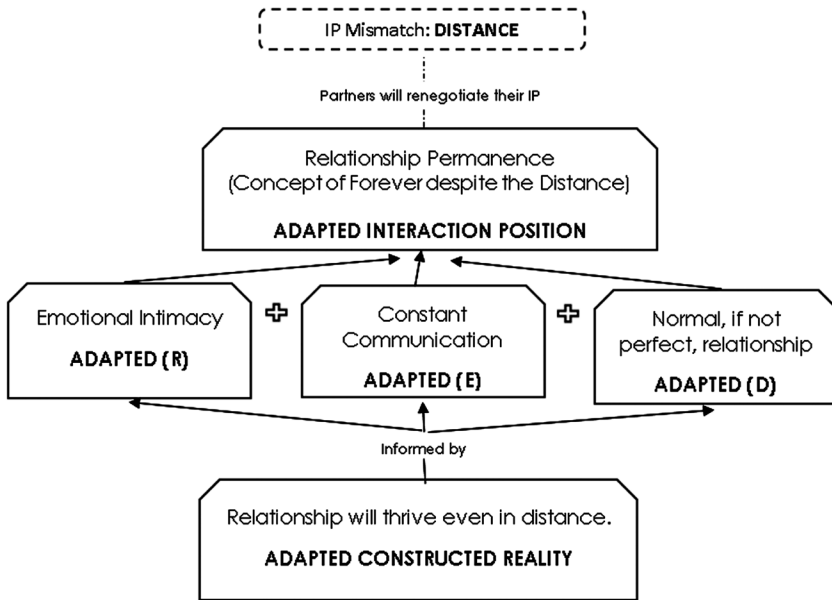 IP Mismatch: DISTANCE
Partners will renegotiate their IP
Relationship Permanence
(Concept of Forever despite the Distance)
ADAPTED INTERACTION POSITION
Emotional Intimacy
ADAPTED (R)
Constant
Communication
ADAPTED (E)
Normal, if not
perfect, relationship
ADAPTED (D)
Informed by
Relationship will thrive even in distance.
ADAPTED CONSTRUCTED REALITY